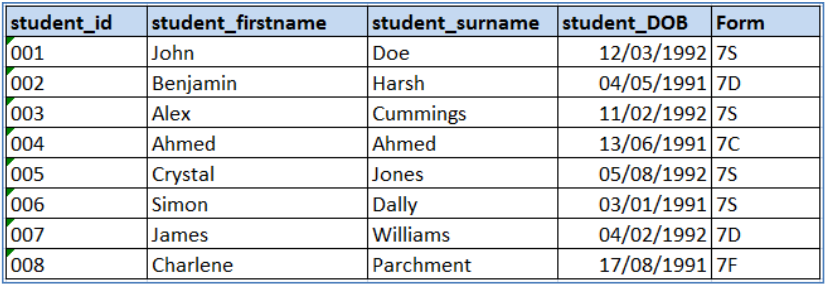 student_id student_firstname student_surname student_DOB Form
001 John Doe 12/03/1992 7S
002 Benjamin Harsh 04/05/1991 7D
003 Alex Cummings 11/02/1992 7S
004 Ahmed Ahmed 13/06/1991 7C
005 Crystal Jones 05/08/1992 7S
006 Simon Dally 03/01/1991 7S
007 James Williams 04/02/1992 7D
008 Charlene Parchment 17/08/1991 7F